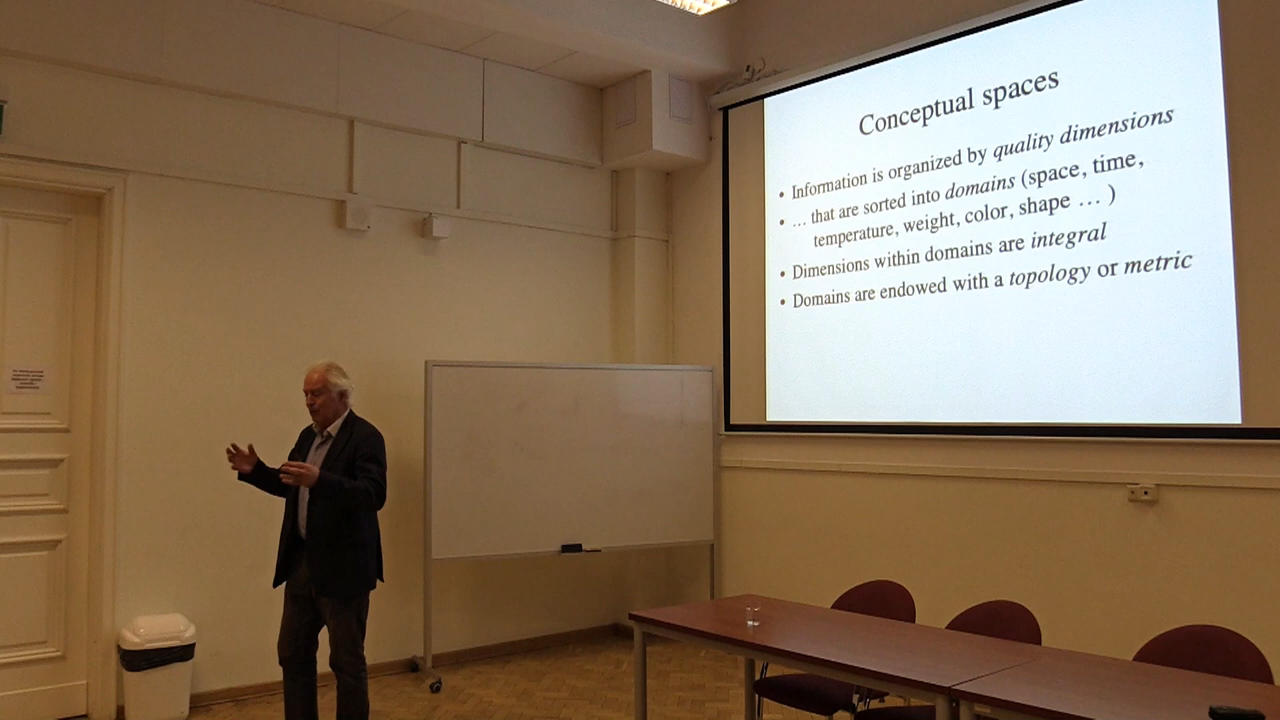 Conceptual spaces
• Information is organized by quality dimensions
• … that are sorted into domains (space, time,
temperature, weight, color, shape … )
• Dimensions within domains are integral
• Domains are endowed with a topology or metric